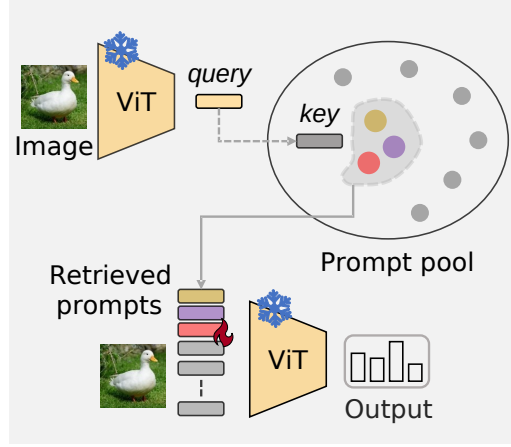 query
ViT
key
Image
Prompt pool
Retrieved
prompts
ViT
Output